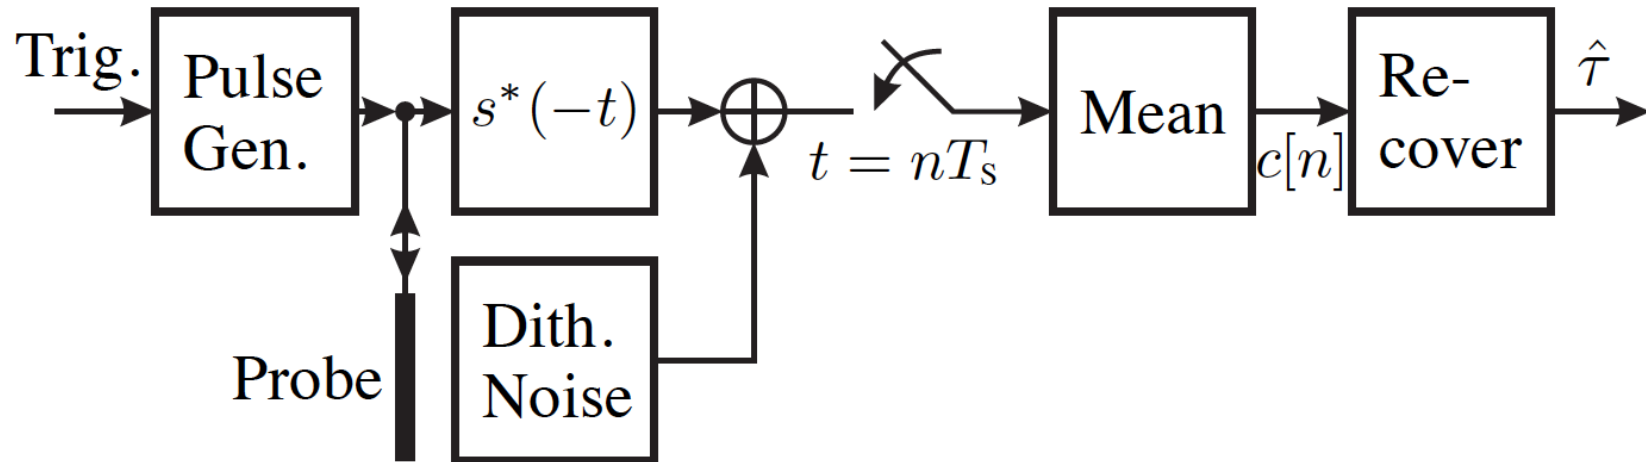 Trig.
Pulse
Gen.
s*(−t)
t = nTs
Mean
c[n]
Re-
cover
τ̂
Probe
Dith.
Noise